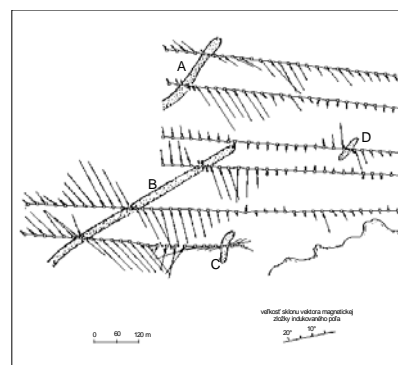 A
D
B
C
veľkosť sklonu vektora magnetickej
zložky indukovaného poľa
20° 10°
0 60 120 m